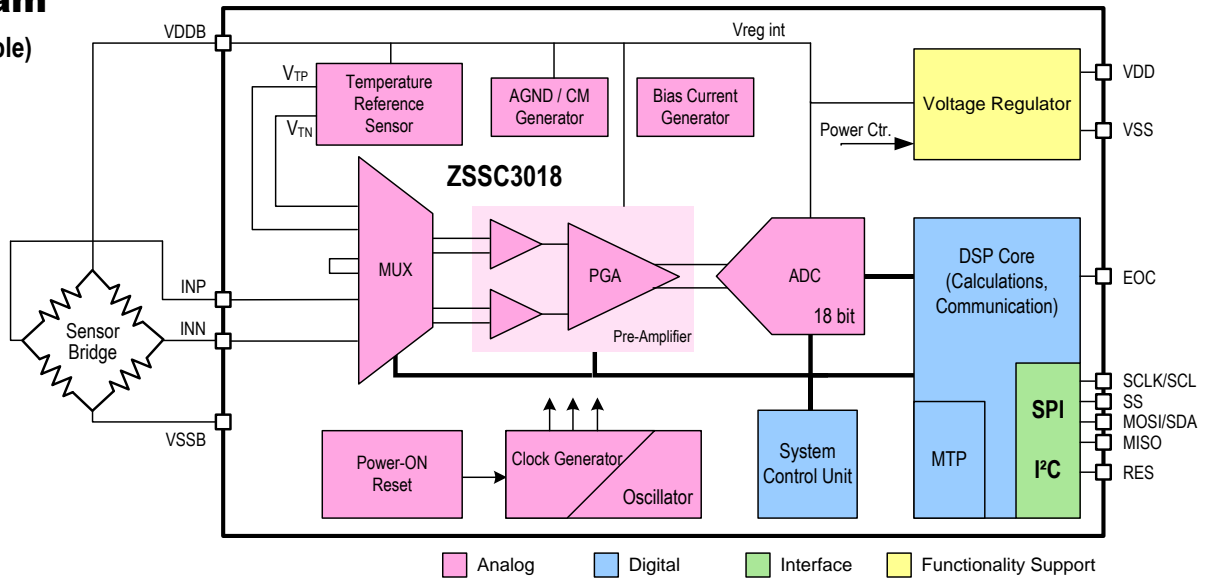 VDDB
Vreg int
VTP
VTN
Temperature
Reference
Sensor
AGND / CM
Generator
Bias Current
Generator
Voltage Regulator
VDD
VSS
Power Ctr.
ZSSC3018
MUX
PGA
Pre-Amplifier
ADC
18 bit
DSP Core
(Calculations,
Communication)
EOC
INP
INN
Sensor
Bridge
VSSB
Power-ON
Reset
Clock Generator
Oscillator
System
Control Unit
MTP
SPI
I²C
SCLK/SCL
SS
MOSI/SDA
MISO
RES
Analog
Digital
Interface
Functionality Support